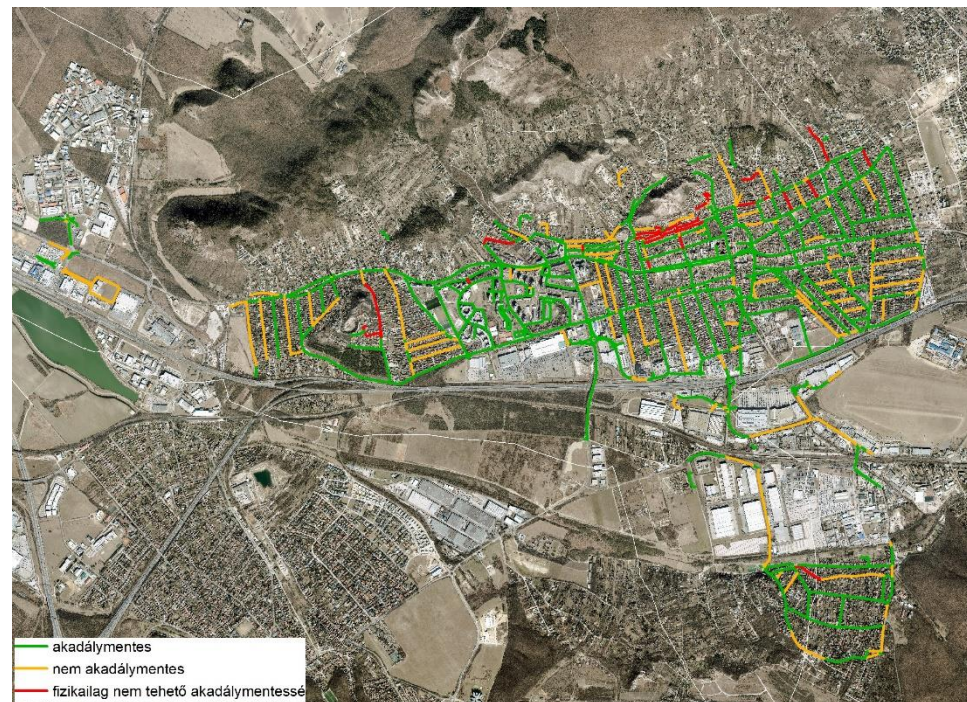 akadálymentes
nem akadálymentes
fizikailag nem tehető akadálymentessé